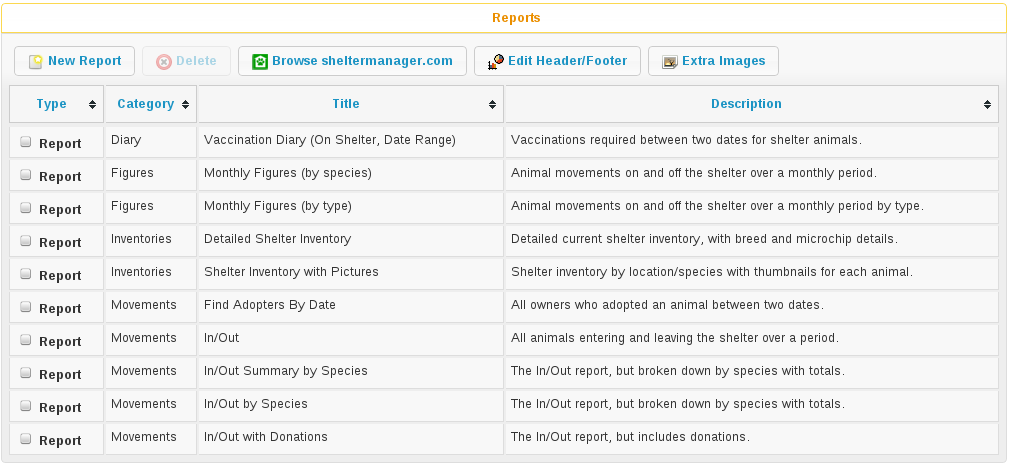 Reports
New Report Delete Browse sheltermanager.com Edit Header/Footer Extra Images
Type Category Title Description
Report Diary Vaccination Diary (On Shelter, Date Range) Vaccinations required between two dates for shelter animals.
Report Figures Monthly Figures (by species) Animal movements on and off the shelter over a monthly period.
Report Figures Monthly Figures (by type) Animal movements on and off the shelter over a monthly period by type.
Report Inventories Detailed Shelter Inventory Detailed current shelter inventory, with breed and microchip details.
Report Inventories Shelter Inventory with Pictures Shelter inventory by location/species with thumbnails for each animal.
Report Movements Find Adopters By Date All owners who adopted an animal between two dates.
Report Movements In/Out All animals entering and leaving the shelter over a period.
Report Movements In/Out Summary by Species The In/Out report, but broken down by species with totals.
Report Movements In/Out by Species The In/Out report, but broken down by species with totals.
Report Movements In/Out with Donations The In/Out report, but includes donations.